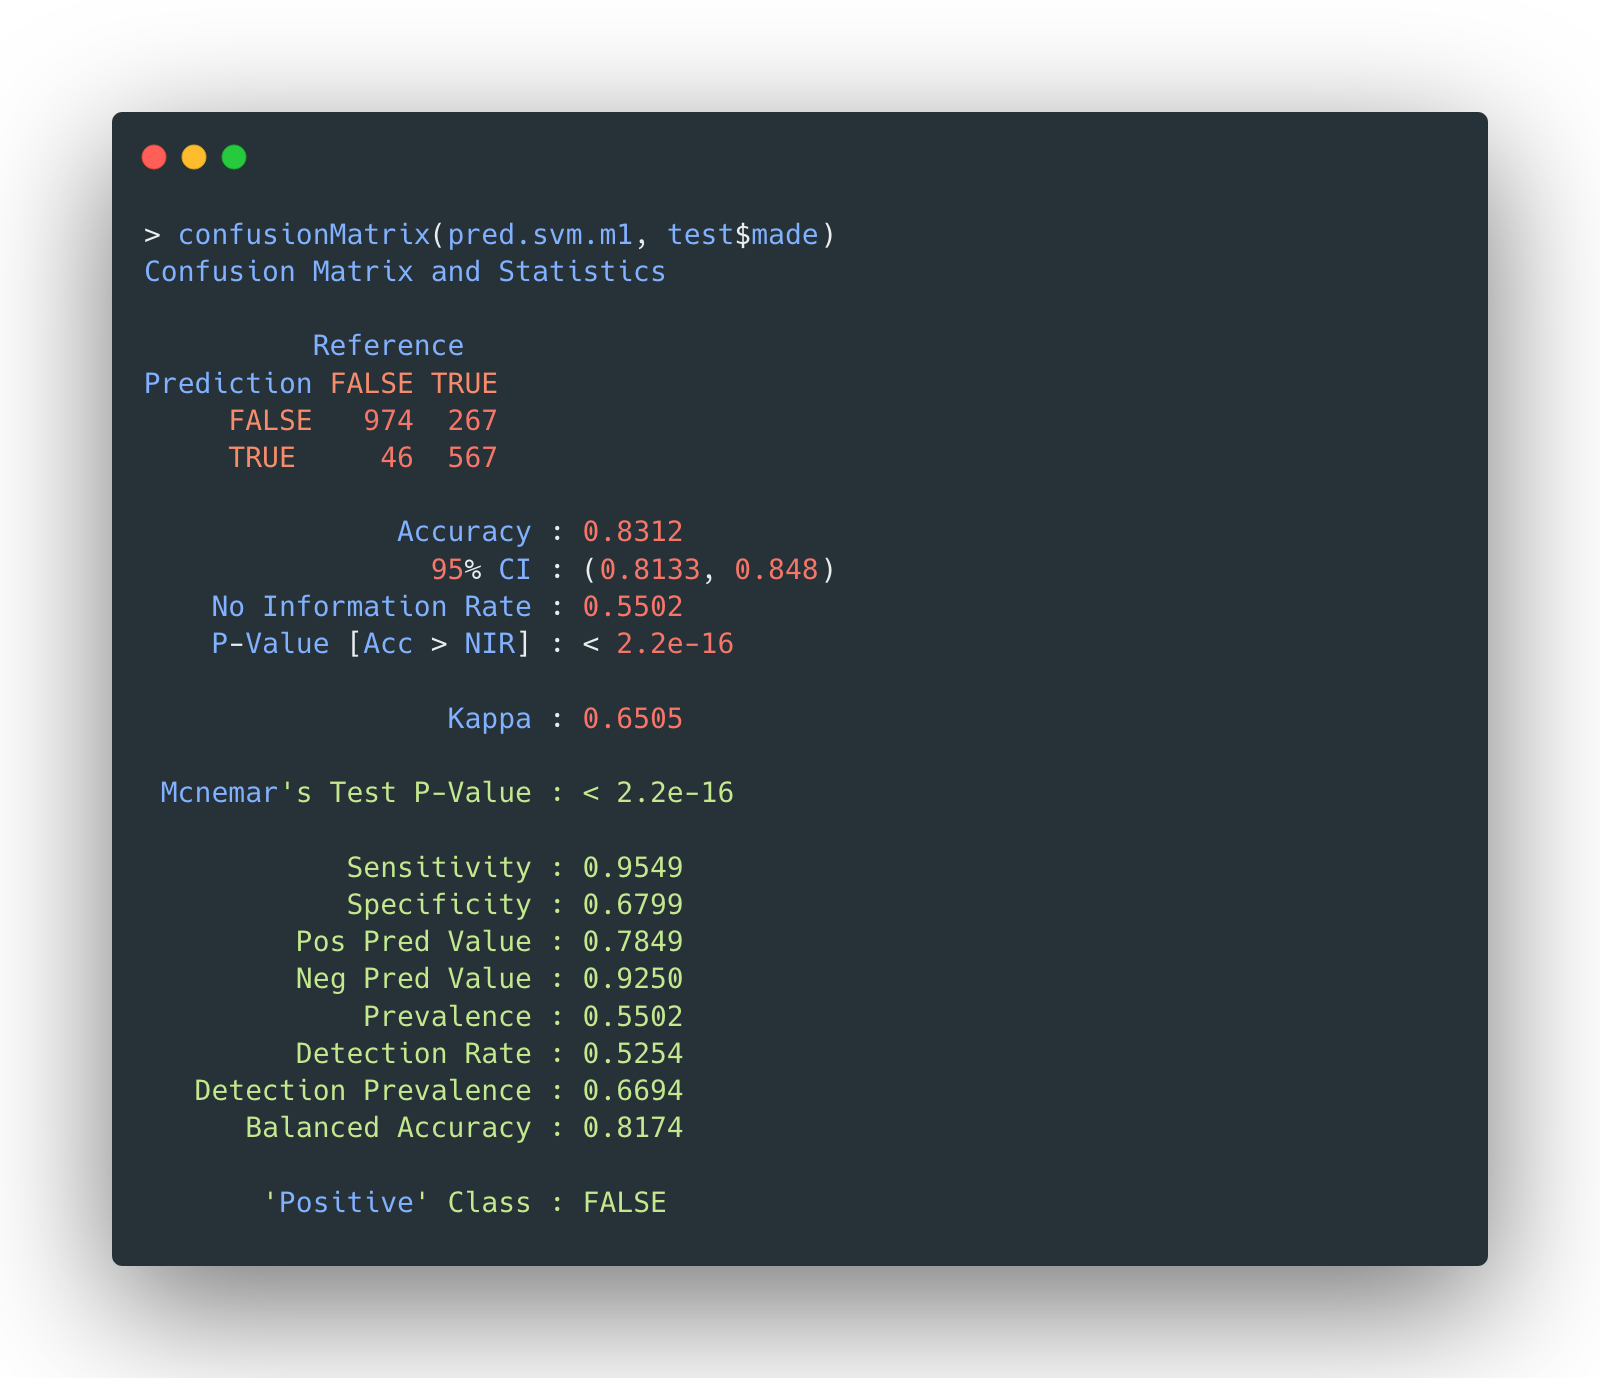 > confusionMatrix(pred.svm.m1, test$made)
Confusion Matrix and Statistics
Reference
Prediction FALSE TRUE
FALSE 974 267
TRUE 46 567
Accuracy : 0.8312
95% CI : (0.8133, 0.848)
No Information Rate : 0.5502
P-Value [Acc > NIR] : < 2.2e-16
Kappa : 0.6505
Mcnemar's Test P-Value : < 2.2e-16
Sensitivity : 0.9549
Specificity : 0.6799
Pos Pred Value : 0.7849
Neg Pred Value : 0.9250
Prevalence : 0.5502
Detection Rate : 0.5254
Detection Prevalence : 0.6694
Balanced Accuracy : 0.8174
'Positive' Class : FALSE